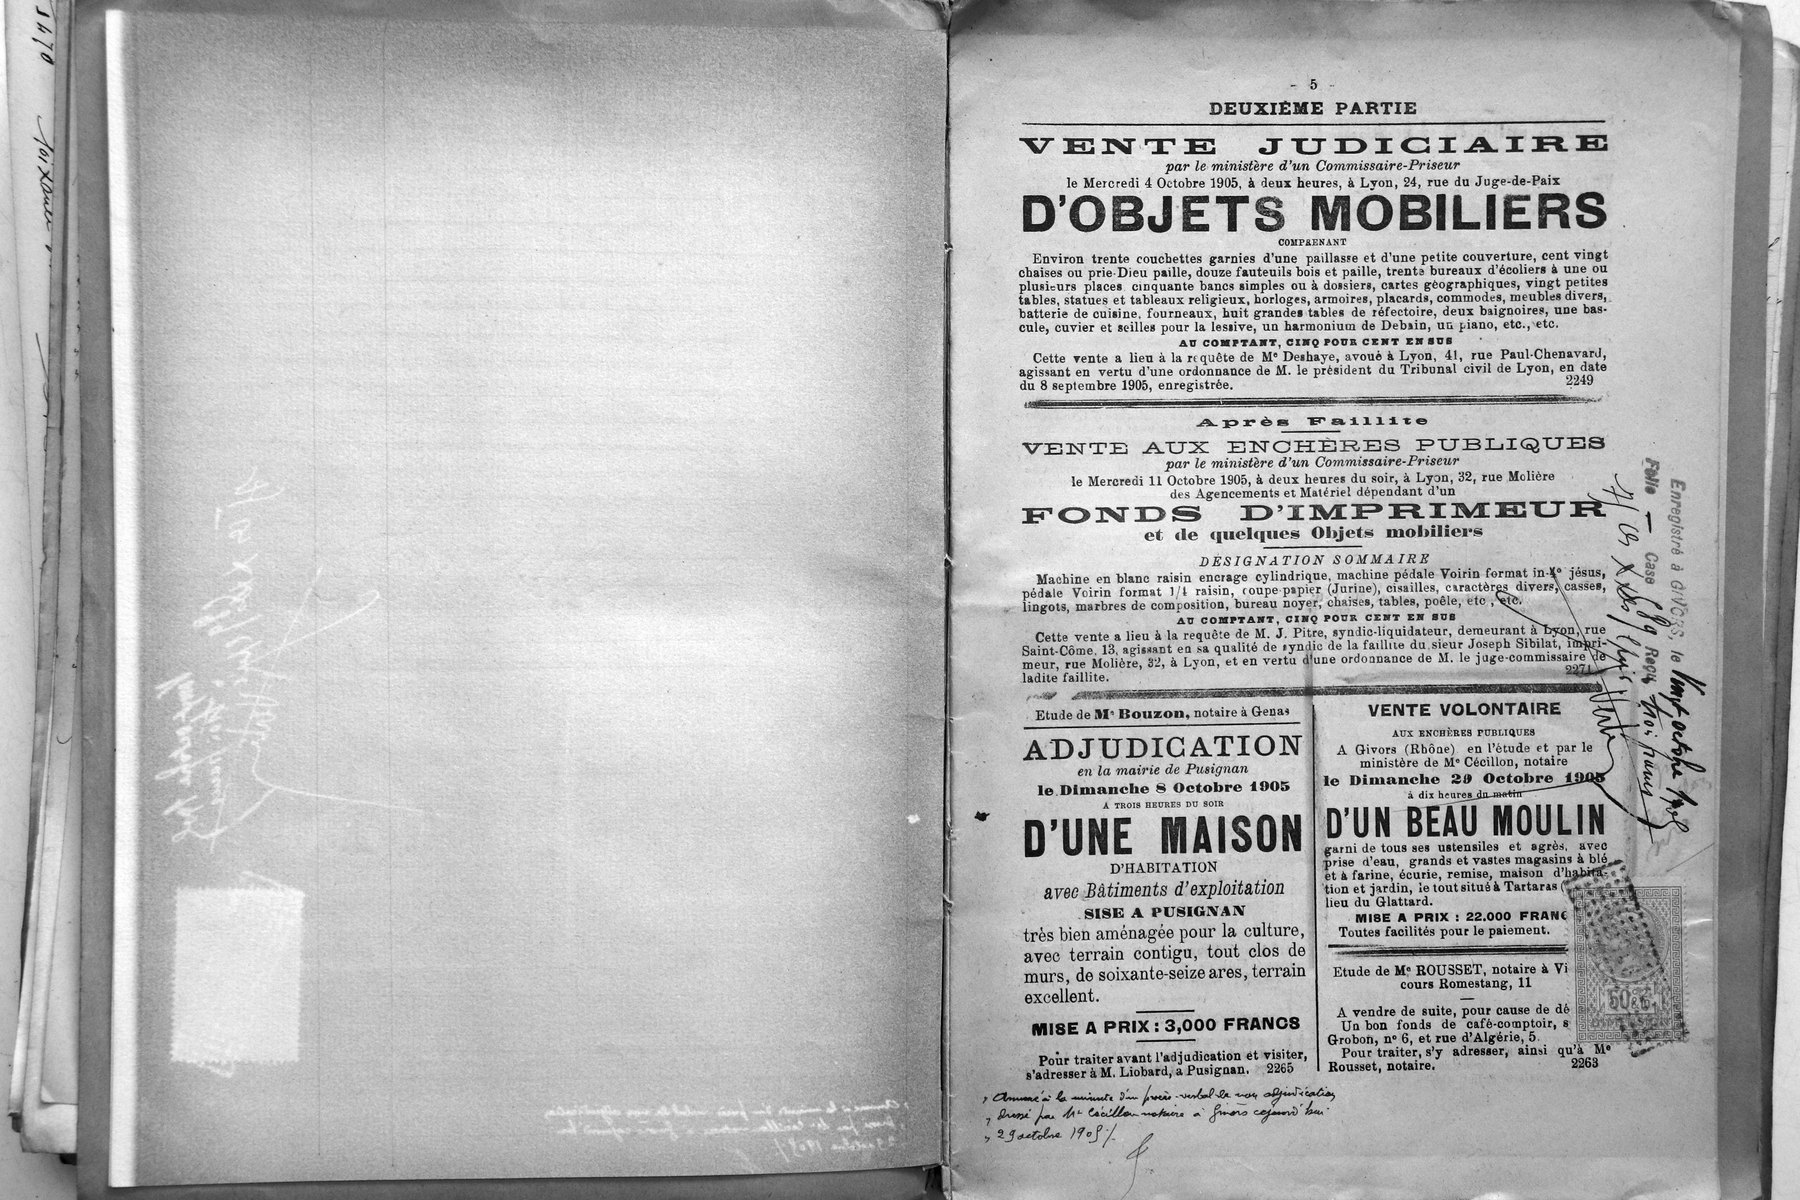 1470
soixante
- 5 -
DEUXIÈME PARTIE
VENTE JUDICIAIRE
par le ministère d'un Commissaire-Priseur
le Mercredi 4 Octobre 1905, à deux heures, à Lyon, 24, rue du Juge-de-Paix
D'OBJETS MOBILIERS
COMPRENANT
Environ trente couchettes garnies d'une paillasse et d'une petite couverture, cent vingt
chaises ou prie-Dieu paille, douze fauteuils bois et paille, trente bureaux d'écoliers à une ou
plusieurs places cinquante bancs simples ou à dossiers, cartes géographiques, vingt petites
tables, statues et tableaux religieux, horloges, armoires, placards, commodes, meubles divers,
batterie de cuisine, fourneaux, huit grandes tables de réfectoire, deux baignoires, une bas-
cule, cuvier et seilles pour la lessive, un harmonium de Debain, un piano, etc., etc.
AU COMPTANT, CINQ POUR CENT EN SUS
Cette vente a lieu à la requête de Me Deshaye, avoué à Lyon, 41, rue Paul-Chenavard,
agissant en vertu d'une ordonnance de M. le président du Tribunal civil de Lyon, en date
du 8 septembre 1905, enregistrée. 2249
Après Faillite
VENTE AUX ENCHÈRES PUBLIQUES
par le ministère d'un Commissaire-Priseur
le Mercredi 11 Octobre 1905, à deux heures du soir, à Lyon, 32, rue Molière
des Agencements et Matériel dépendant d'un
FONDS D'IMPRIMEUR
et de quelques Objets mobiliers
DÉSIGNATION SOMMAIRE
Machine en blanc raisin encrage cylindrique, machine pédale Voirin format in-4o jésus,
pédale Voirin format 1/4 raisin, coupe-papier (Jurine), cisailles, caractères divers, casses,
lingots, marbres de composition, bureau noyer, chaises, tables, poêle, etc , etc.
AU COMPTANT, CINQ POUR CENT EN SUS
Cette vente a lieu à la requête de M. J. Pitre, syndic-liquidateur, demeurant à Lyon, rue
Saint-Côme, 13, agissant en sa qualité de syndic de la faillite du sieur Joseph Sibilat, impri-
meur, rue Molière, 32, à Lyon, et en vertu d'une ordonnance de M. le juge-commissaire de
ladite faillite. 2271
Etude de Me Bouzon, notaire à Genas
ADJUDICATION
en la mairie de Pusignan
le Dimanche 8 Octobre 1905
A TROIS HEURES DU SOIR
D'UNE MAISON
D'HABITATION
avec Bâtiments d'exploitation
SISE A PUSIGNAN
très bien aménagée pour la culture,
avec terrain contigu, tout clos de
murs, de soixante-seize ares, terrain
excellent.
MISE A PRIX : 3,000 FRANCS
Pour traiter avant l'adjudication et visiter,
s'adresser à M. Liobard, a Pusignan. 2265
VENTE VOLONTAIRE
AUX ENCHÈRES PUBLIQUES
A Givors (Rhône) en l'étude et par le
ministère de Me Cécillon, notaire
le Dimanche 29 Octobre 1905
à dix heures du matin
D'UN BEAU MOULIN
garni de tous ses ustensiles et agrès, avec
prise d'eau, grands et vastes magasins à blé
et à farine, écurie, remise, maison d'habita-
tion et jardin, le tout situé à Tartaras (
lieu du Glattard.
MISE A PRIX : 22.000 FRANC
Toutes facilités pour le paiement.
Etude de Me ROUSSET, notaire à Vi
cours Romestang, 11
A vendre de suite, pour cause de dé
Un bon fonds de café-comptoir, s
Grobon, no 6, et rue d'Algérie, 5.
Pour traiter, s'y adresser, ainsi qu'à Me
Rousset, notaire. 2263
Enregistré à GIVORS, le Vingt octobre 1905
Folio — Case 889 Reçu trois francs
50c
Annexé à la minute d'un procès-verbal de non adjudication
dressé par Me Cécillon notaire à Givors cejourd'hui
29 octobre 1905 /.